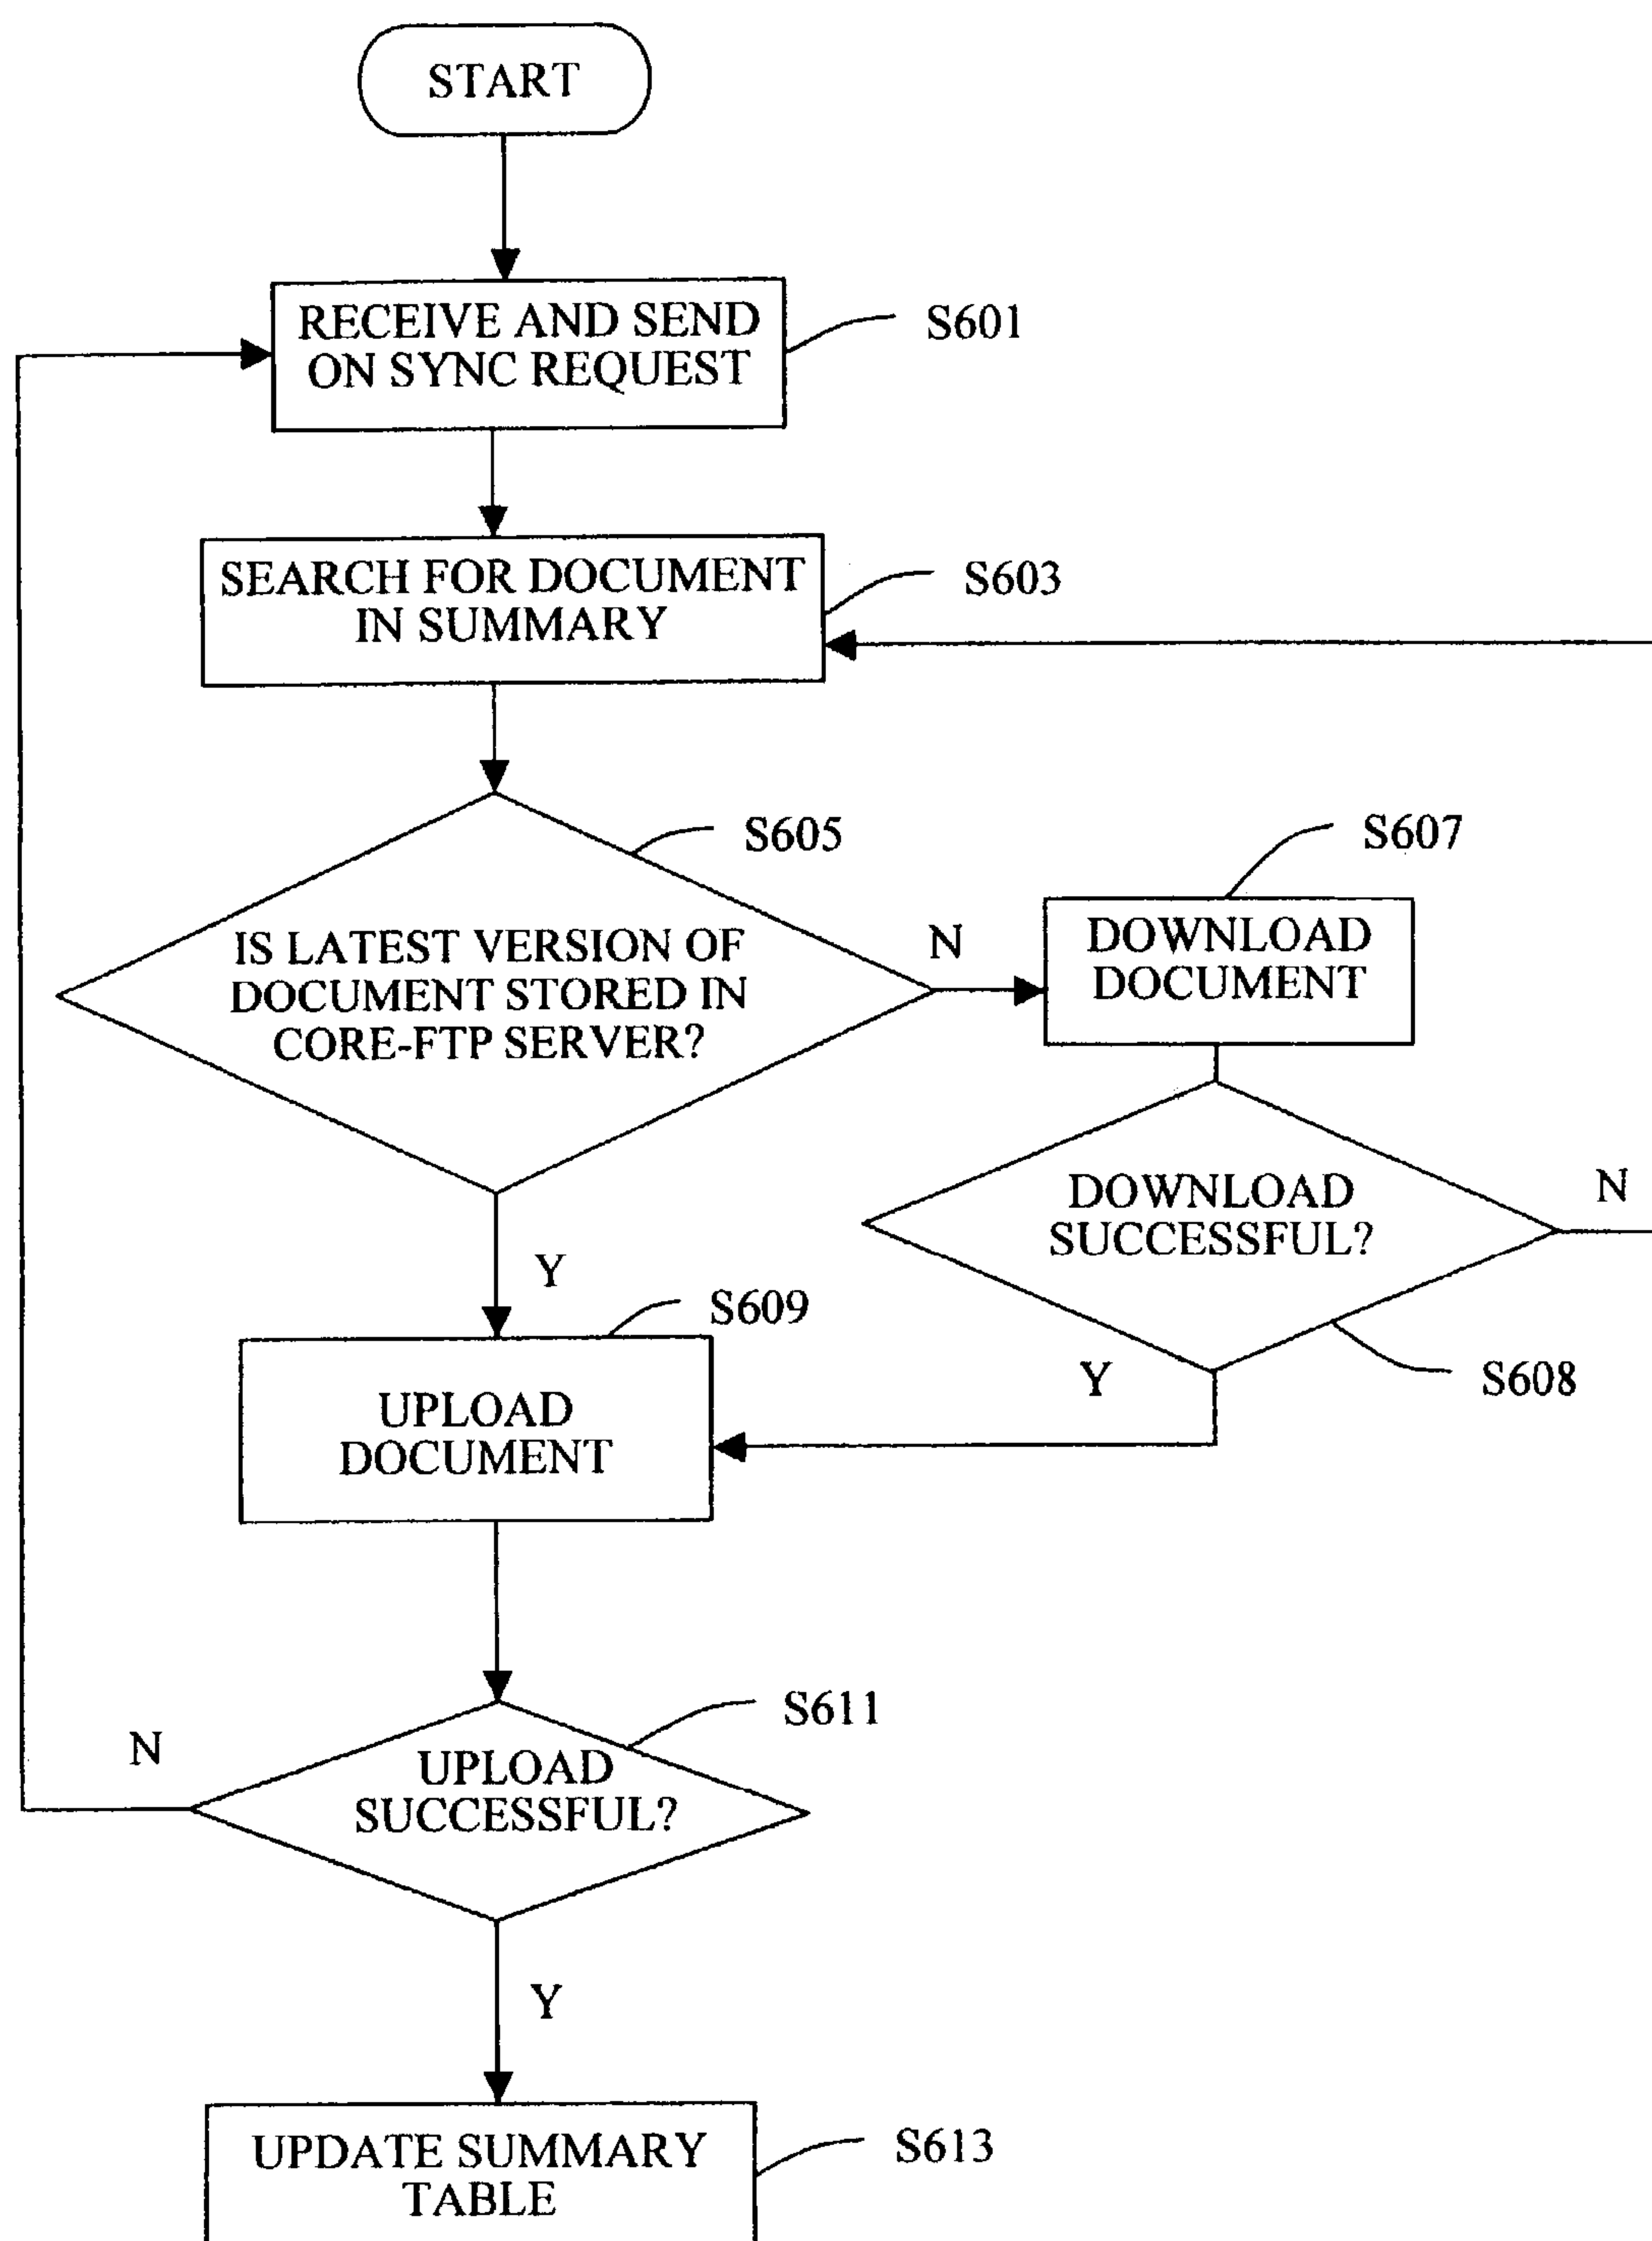 START
RECEIVE AND SEND
ON SYNC REQUEST
S601
SEARCH FOR DOCUMENT
IN SUMMARY
S603
S605
IS LATEST VERSION OF
DOCUMENT STORED IN
CORE-FTP SERVER?
N
S607
DOWNLOAD
DOCUMENT
DOWNLOAD
SUCCESSFUL?
N
Y
S608
Y
S609
UPLOAD
DOCUMENT
S611
UPLOAD
SUCCESSFUL?
N
Y
UPDATE SUMMARY
TABLE
S613